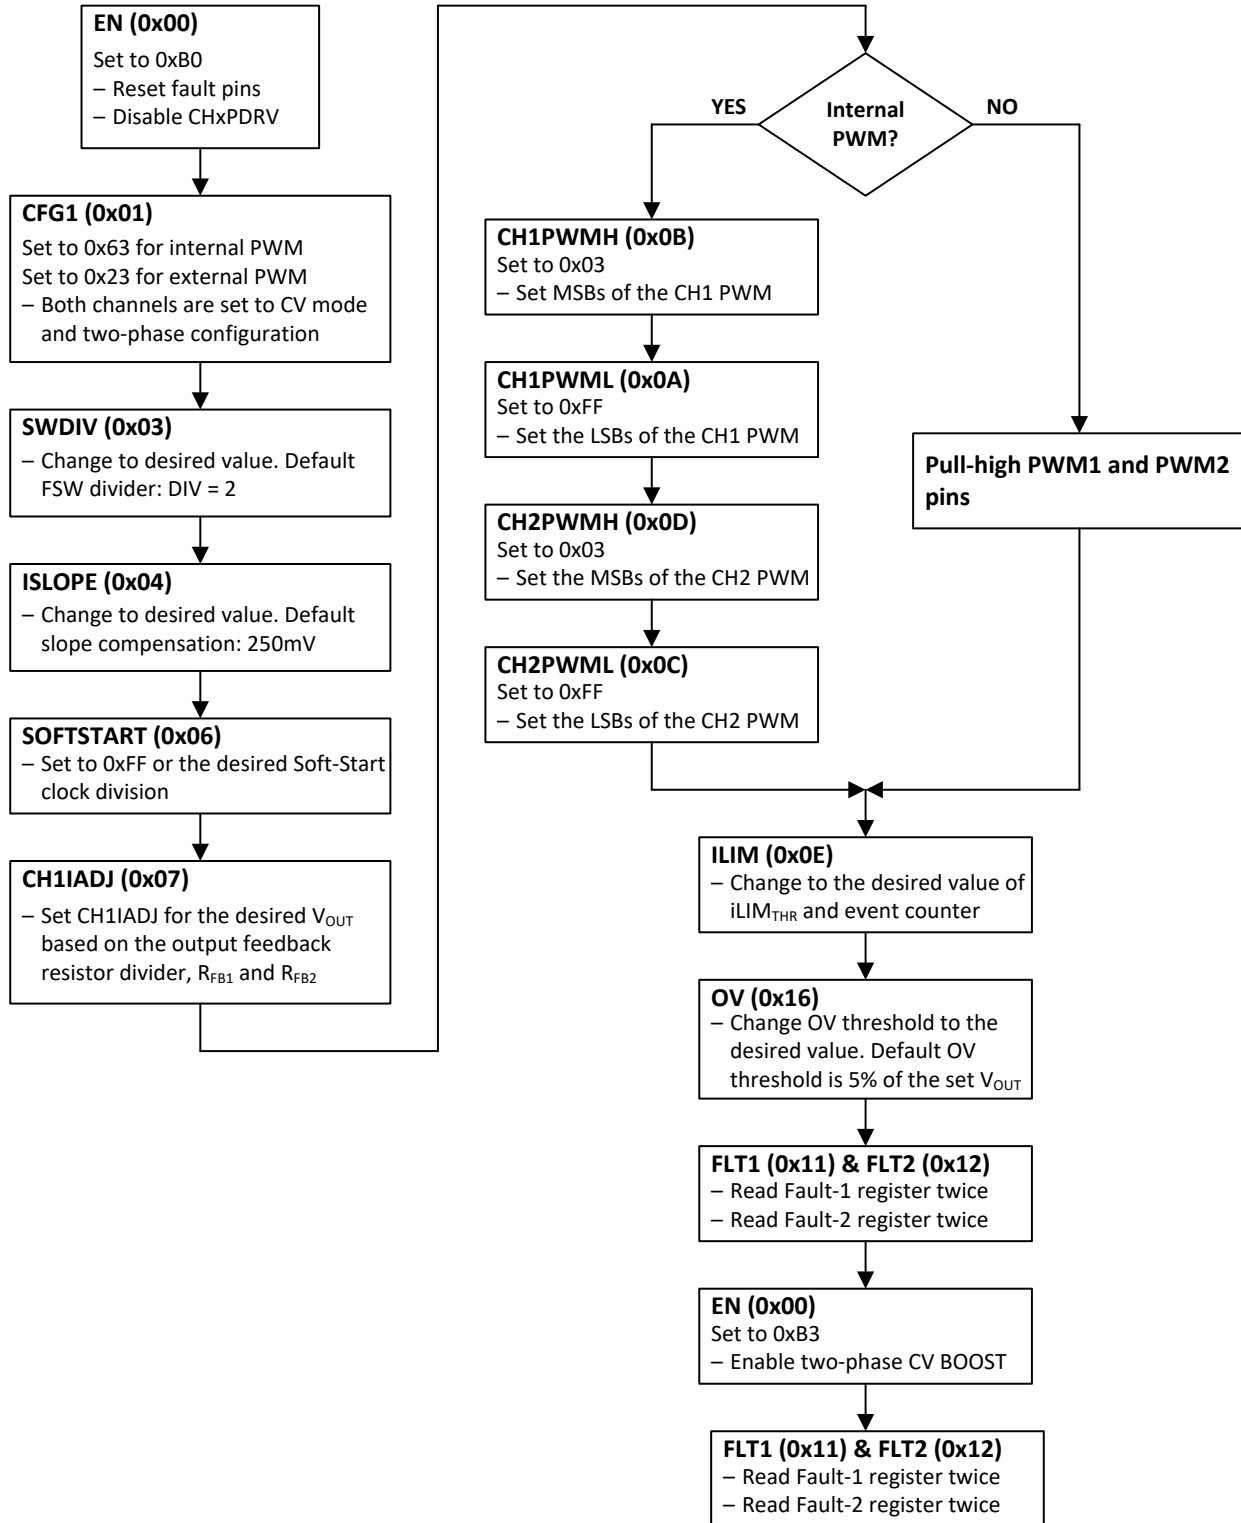 EN (0x00)
Set to 0xB0
– Reset fault pins
– Disable CHxPDRV
CFG1 (0x01)
Set to 0x63 for internal PWM
Set to 0x23 for external PWM
– Both channels are set to CV mode
and two-phase configuration
SWDIV (0x03)
– Change to desired value. Default
FSW divider: DIV = 2
ISLOPE (0x04)
– Change to desired value. Default
slope compensation: 250mV
SOFTSTART (0x06)
– Set to 0xFF or the desired Soft-Start
clock division
CH1IADJ (0x07)
– Set CH1IADJ for the desired VOUT
based on the output feedback
resistor divider, RFB1 and RFB2
Internal
PWM?
YES
NO
CH1PWMH (0x0B)
Set to 0x03
– Set MSBs of the CH1 PWM
CH1PWML (0x0A)
Set to 0xFF
– Set the LSBs of the CH1 PWM
CH2PWMH (0x0D)
Set to 0x03
– Set the MSBs of the CH2 PWM
CH2PWML (0x0C)
Set to 0xFF
– Set the LSBs of the CH2 PWM
Pull-high PWM1 and PWM2
pins
ILIM (0x0E)
– Change to the desired value of
iLIMTHR and event counter
OV (0x16)
– Change OV threshold to the
desired value. Default OV
threshold is 5% of the set VOUT
FLT1 (0x11) & FLT2 (0x12)
– Read Fault-1 register twice
– Read Fault-2 register twice
EN (0x00)
Set to 0xB3
– Enable two-phase CV BOOST
FLT1 (0x11) & FLT2 (0x12)
– Read Fault-1 register twice
– Read Fault-2 register twice